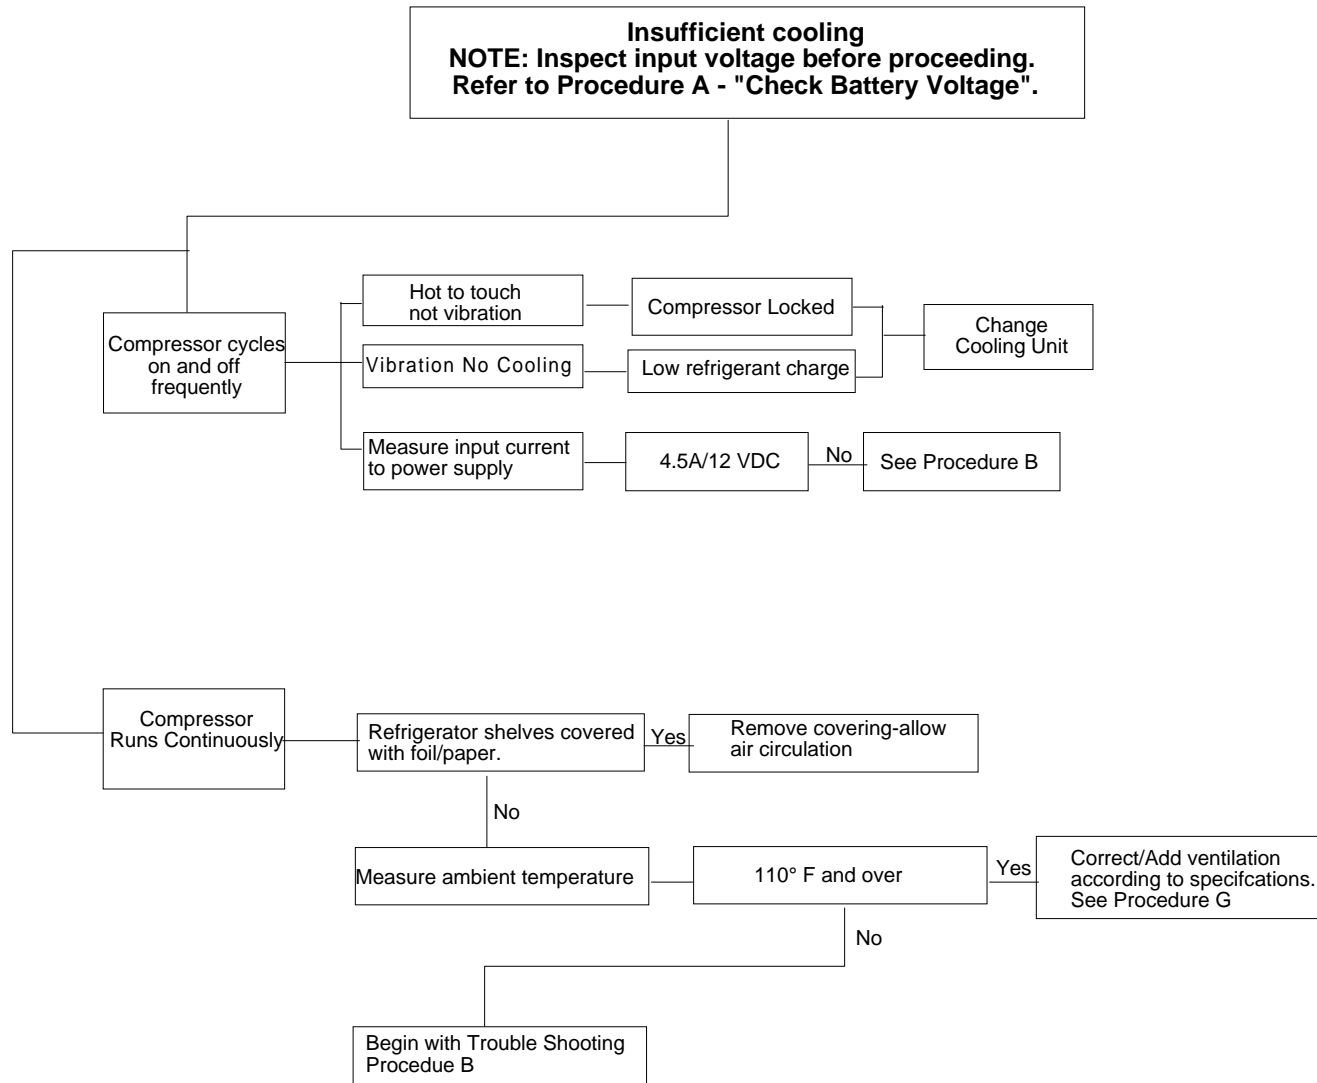 Insufficient cooling
NOTE: Inspect input voltage before proceeding.
Refer to Procedure A - "Check Battery Voltage".
Hot to touch
not vibration
Compressor Locked
Change
Cooling Unit
Compressor cycles
on and off
frequently
Vibration No Cooling
Low refrigerant charge
Measure input current
to power supply
4.5A/12 VDC
No
See Procedure B
Compressor
Runs Continuously
Refrigerator shelves covered
with foil/paper.
Yes
Remove covering-allow
air circulation
No
Measure ambient temperature
110° F and over
Yes
Correct/Add ventilation
according to specifcations.
See Procedure G
No
Begin with Trouble Shooting
Procedue B